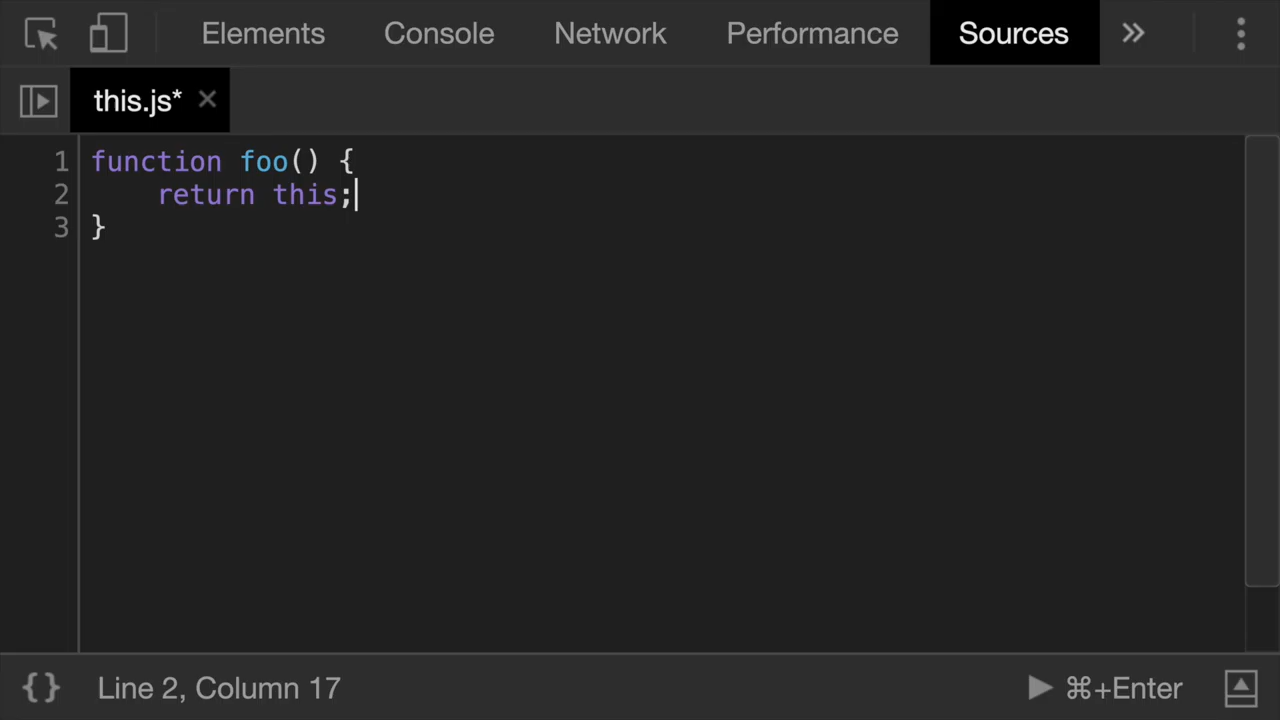 Elements Console Network Performance Sources »
this.js* ×
1 function foo() {
2 return this;
3 }
{} Line 2, Column 17 ⌘+Enter